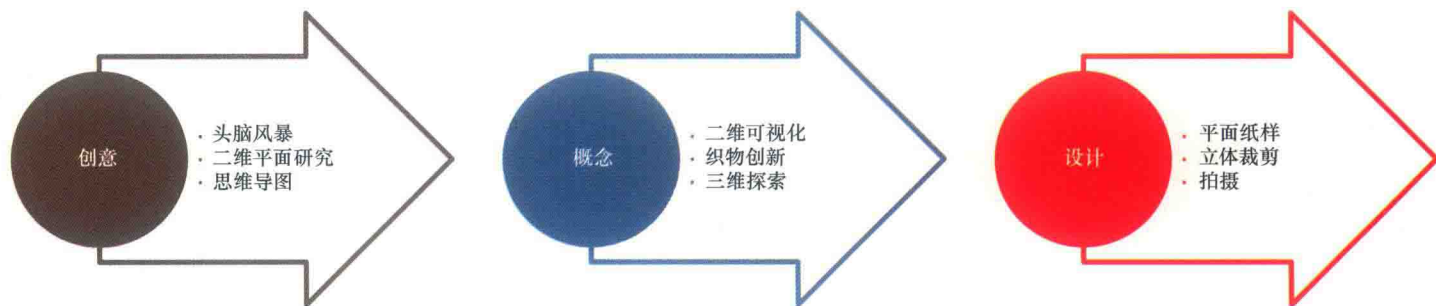 创意
· 头脑风暴
· 二维平面研究
· 思维导图
概念
· 二维可视化
· 织物创新
· 三维探索
设计
· 平面纸样
· 立体裁剪
· 拍摄